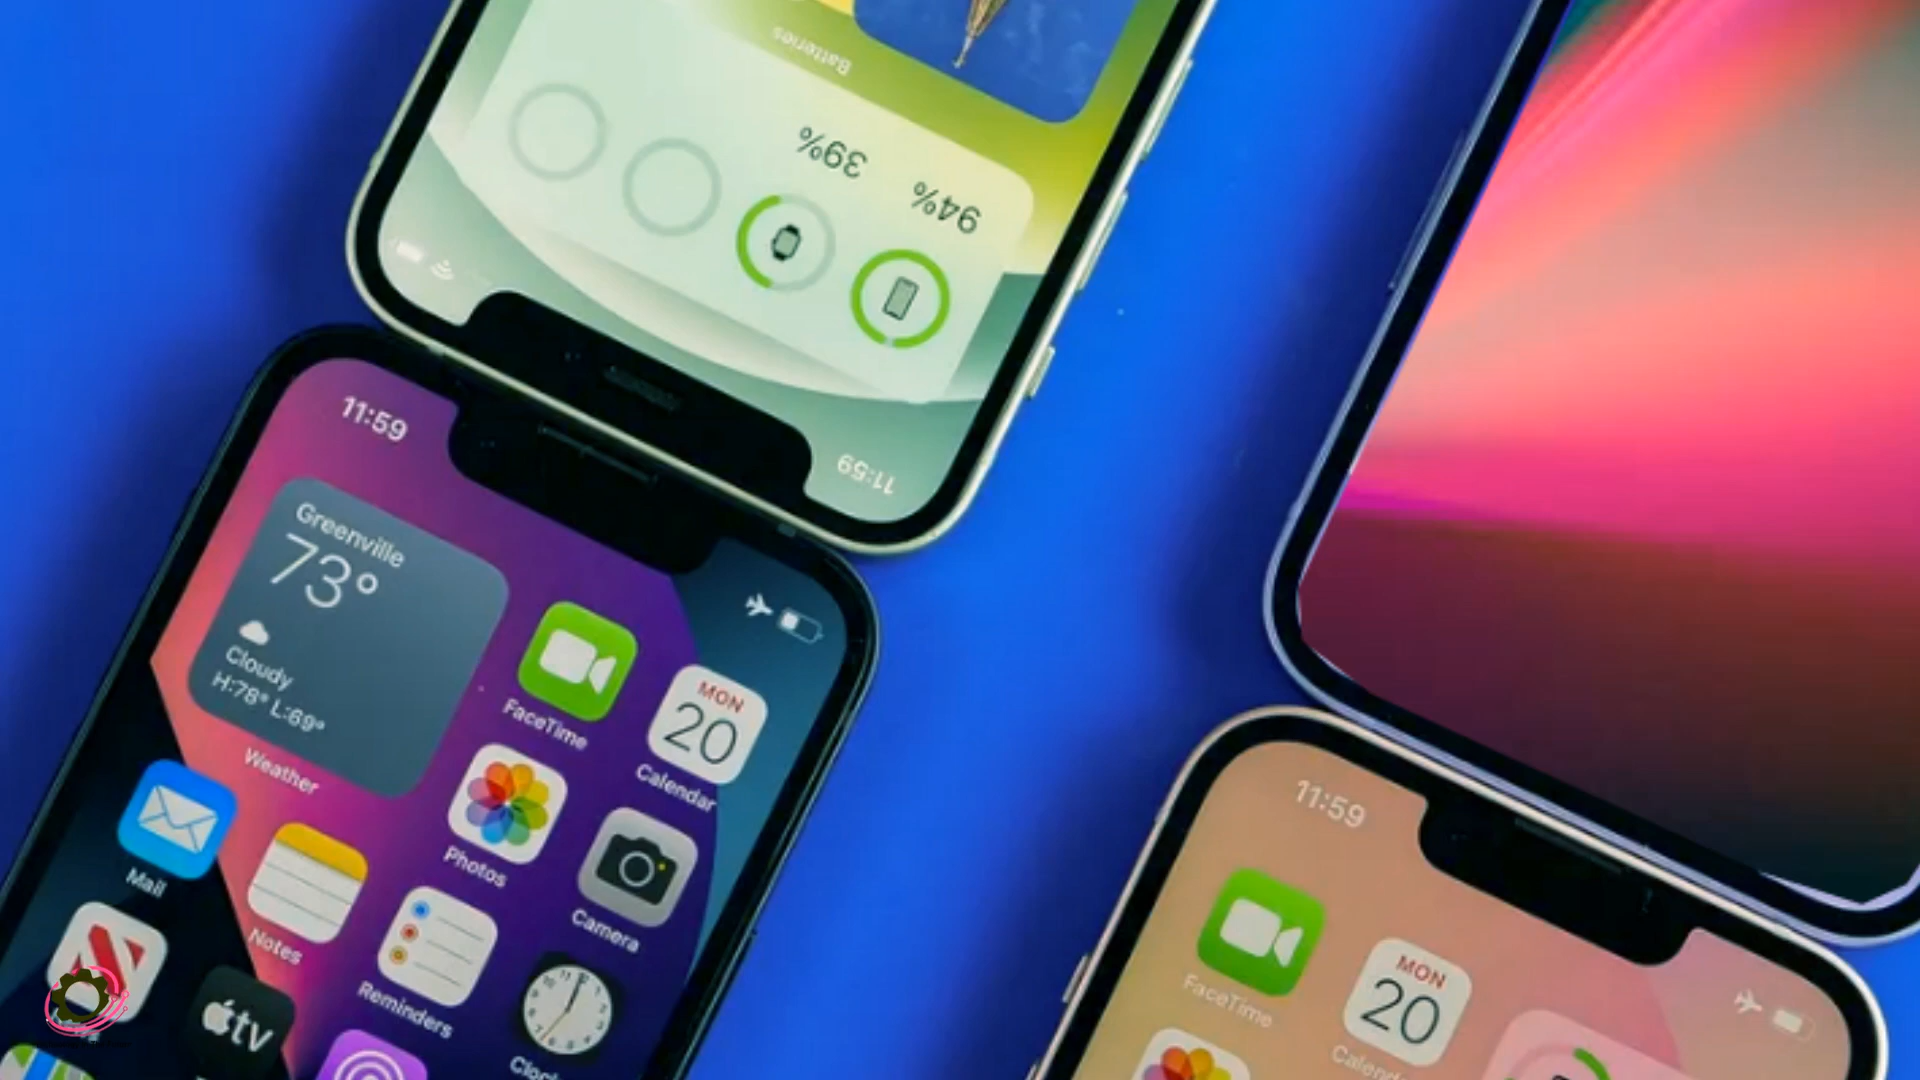 Batteries
39%
94%
11:59
11:59
Greenville
73°
Cloudy
H:78° L:69°
Weather
FaceTime
MON
20
Calendar
Mail
Notes
Photos
Camera
Reminders
tv
11:59
FaceTime
MON
20